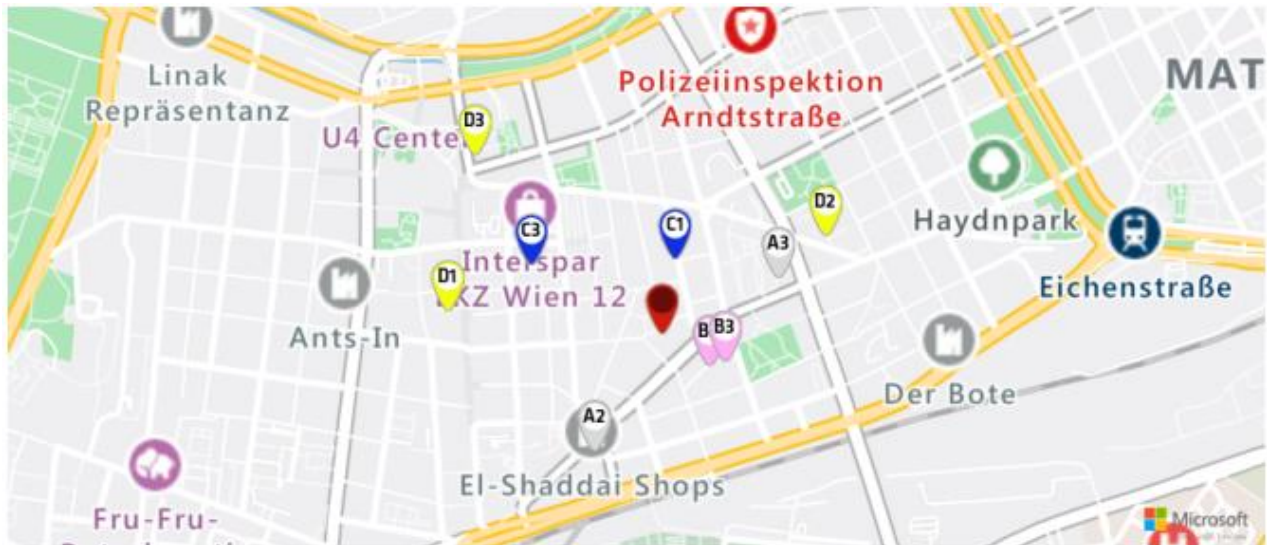 Linak
Repräsentanz
Polizeiinspektion
Arndtstraße
MAT
D3
U4 Cente
D2
Haydnpark
C3
C1
A3
Interspar
KZ Wien 12
D1
Eichenstraße
Ants-In
B
B3
Der Bote
A2
El-Shaddai Shops
Fru-Fru-
Microsoft